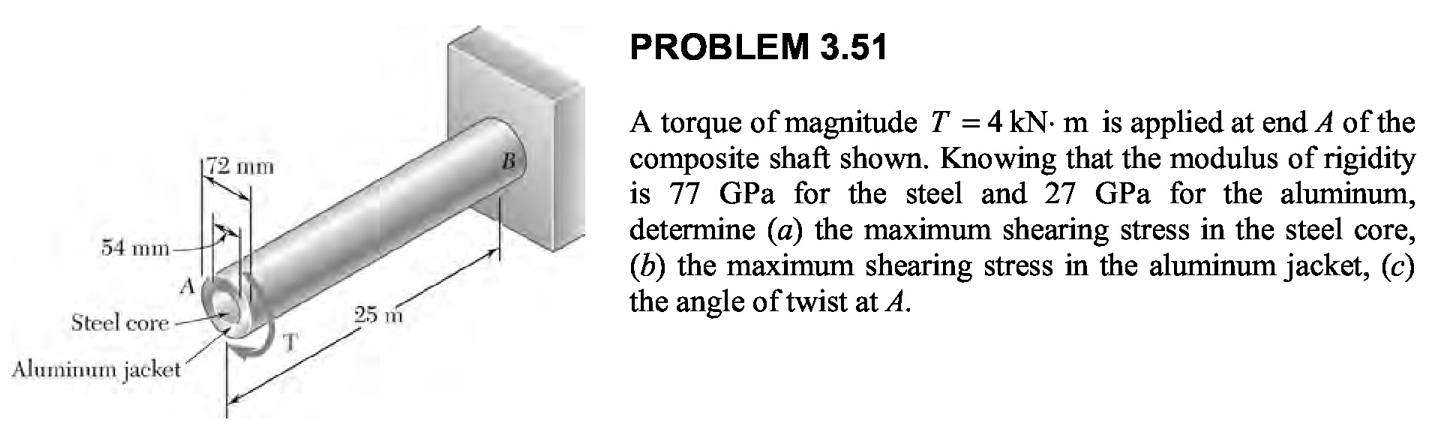 PROBLEM 3.51
A torque of magnitude T = 4 kN· m is applied at end A of the
composite shaft shown. Knowing that the modulus of rigidity
is 77 GPa for the steel and 27 GPa for the aluminum,
determine (a) the maximum shearing stress in the steel core,
(b) the maximum shearing stress in the aluminum jacket, (c)
the angle of twist at A.
72 mm
B
54 mm
A
Steel core
25 m
T
Aluminum jacket